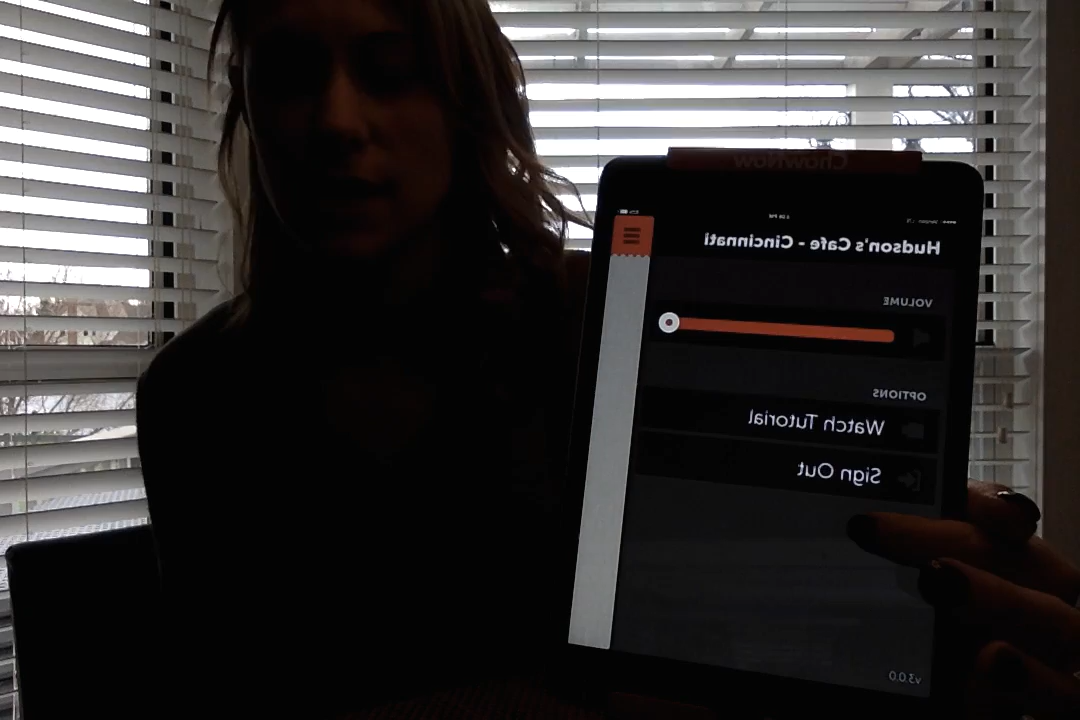 ChowNow
Hudson's Cafe - Cincinnati
VOLUME
OPTIONS
Watch Tutorial
Sign Out
v3.0.0